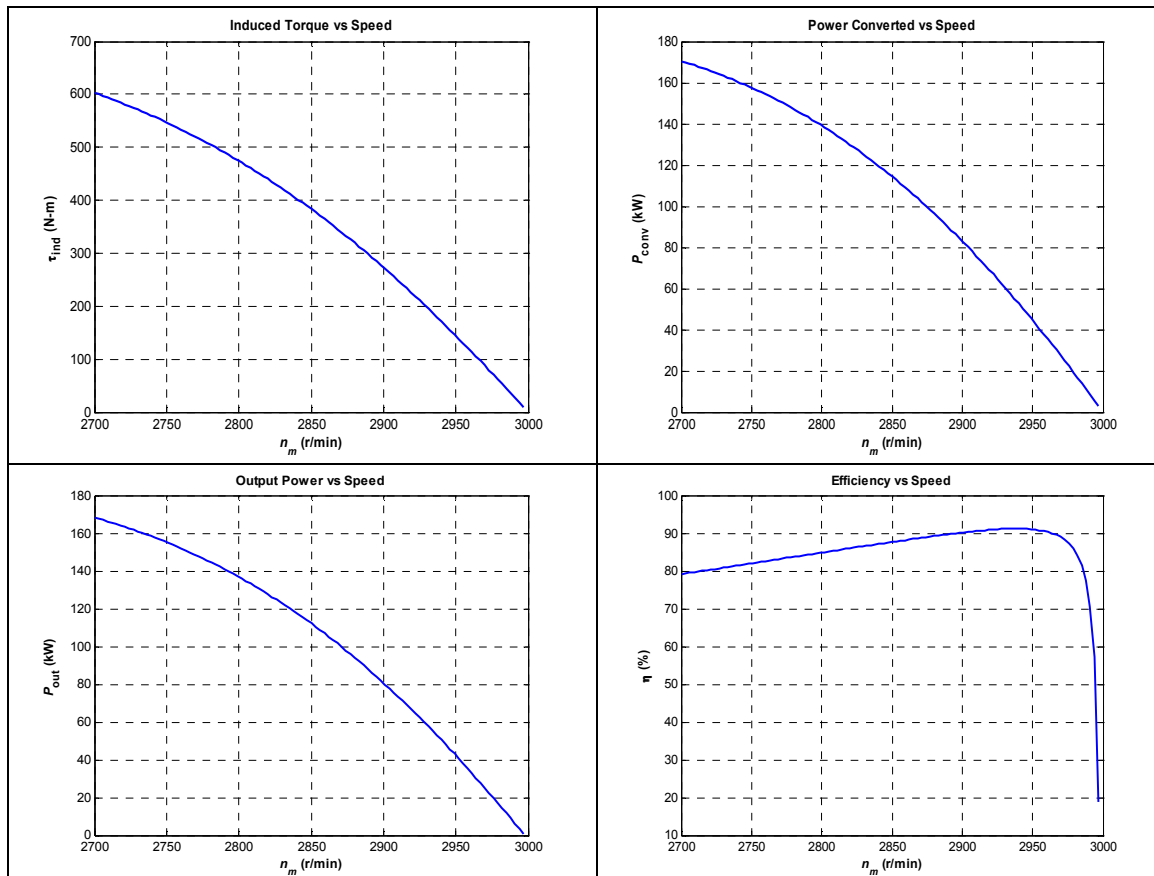 Induced Torque vs Speed
700
600
500
400
300
200
100
0
τind (N-m)
2700 2750 2800 2850 2900 2950 3000
nm (r/min)
Power Converted vs Speed
180
160
140
120
100
80
60
40
20
0
Pconv (kW)
2700 2750 2800 2850 2900 2950 3000
nm (r/min)
Output Power vs Speed
180
160
140
120
100
80
60
40
20
0
Pout (kW)
2700 2750 2800 2850 2900 2950 3000
nm (r/min)
Efficiency vs Speed
100
90
80
70
60
50
40
30
20
10
η (%)
2700 2750 2800 2850 2900 2950 3000
nm (r/min)